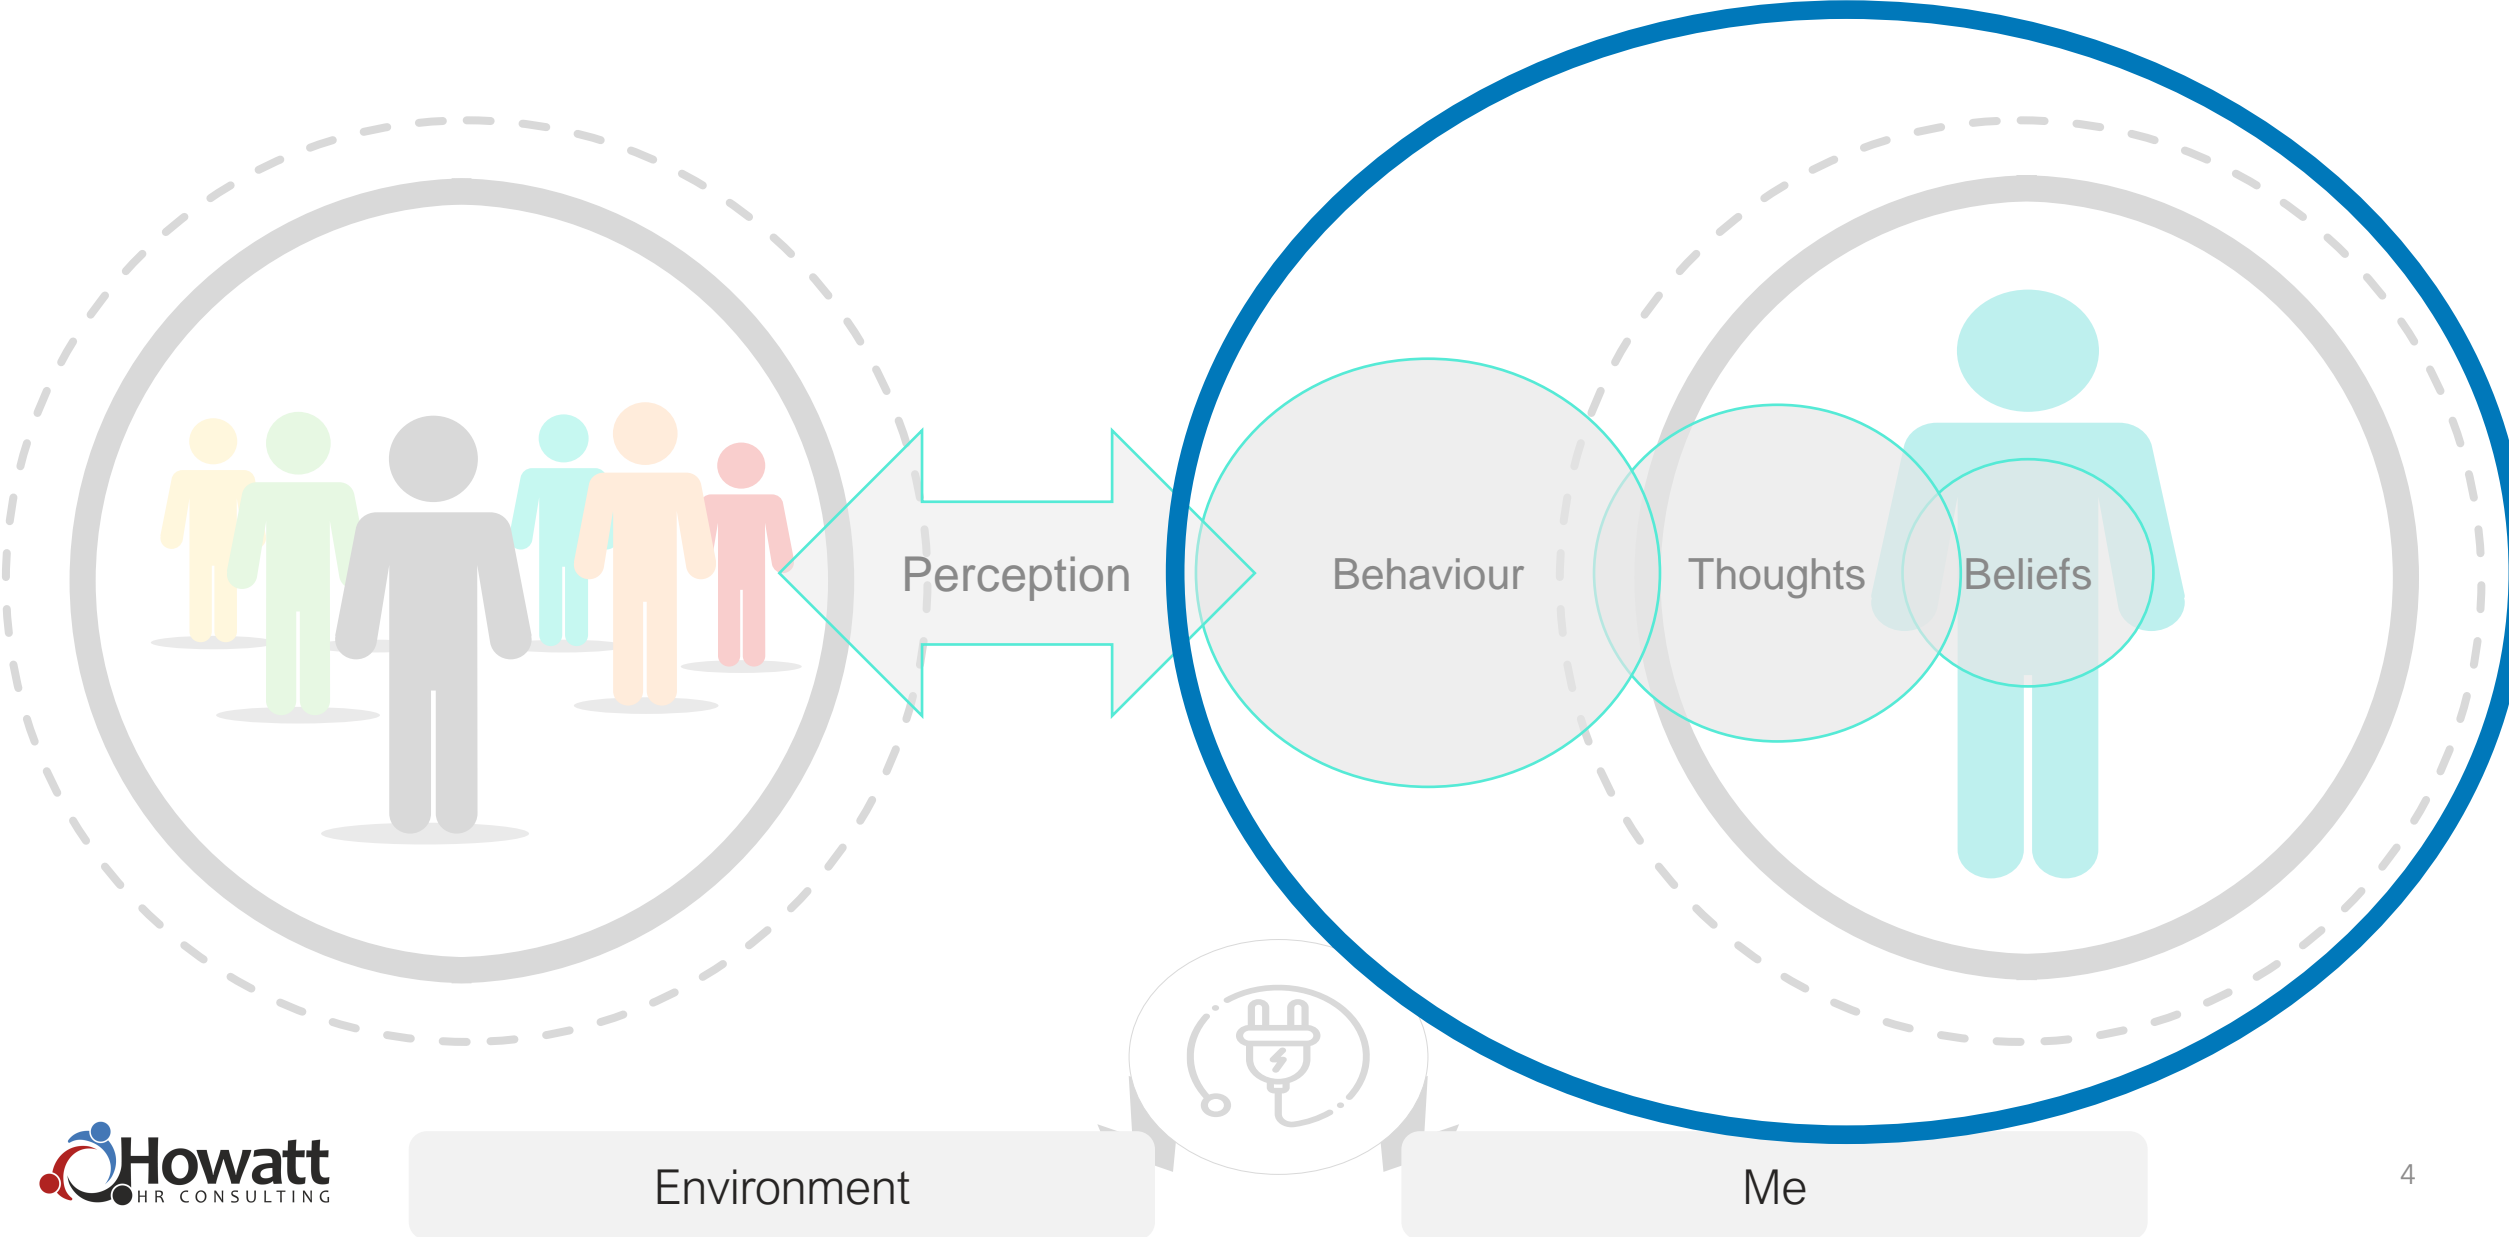 Perception
Behaviour
Thoughts
Beliefs
Howatt
HR CONSULTING
Environment
Me
4